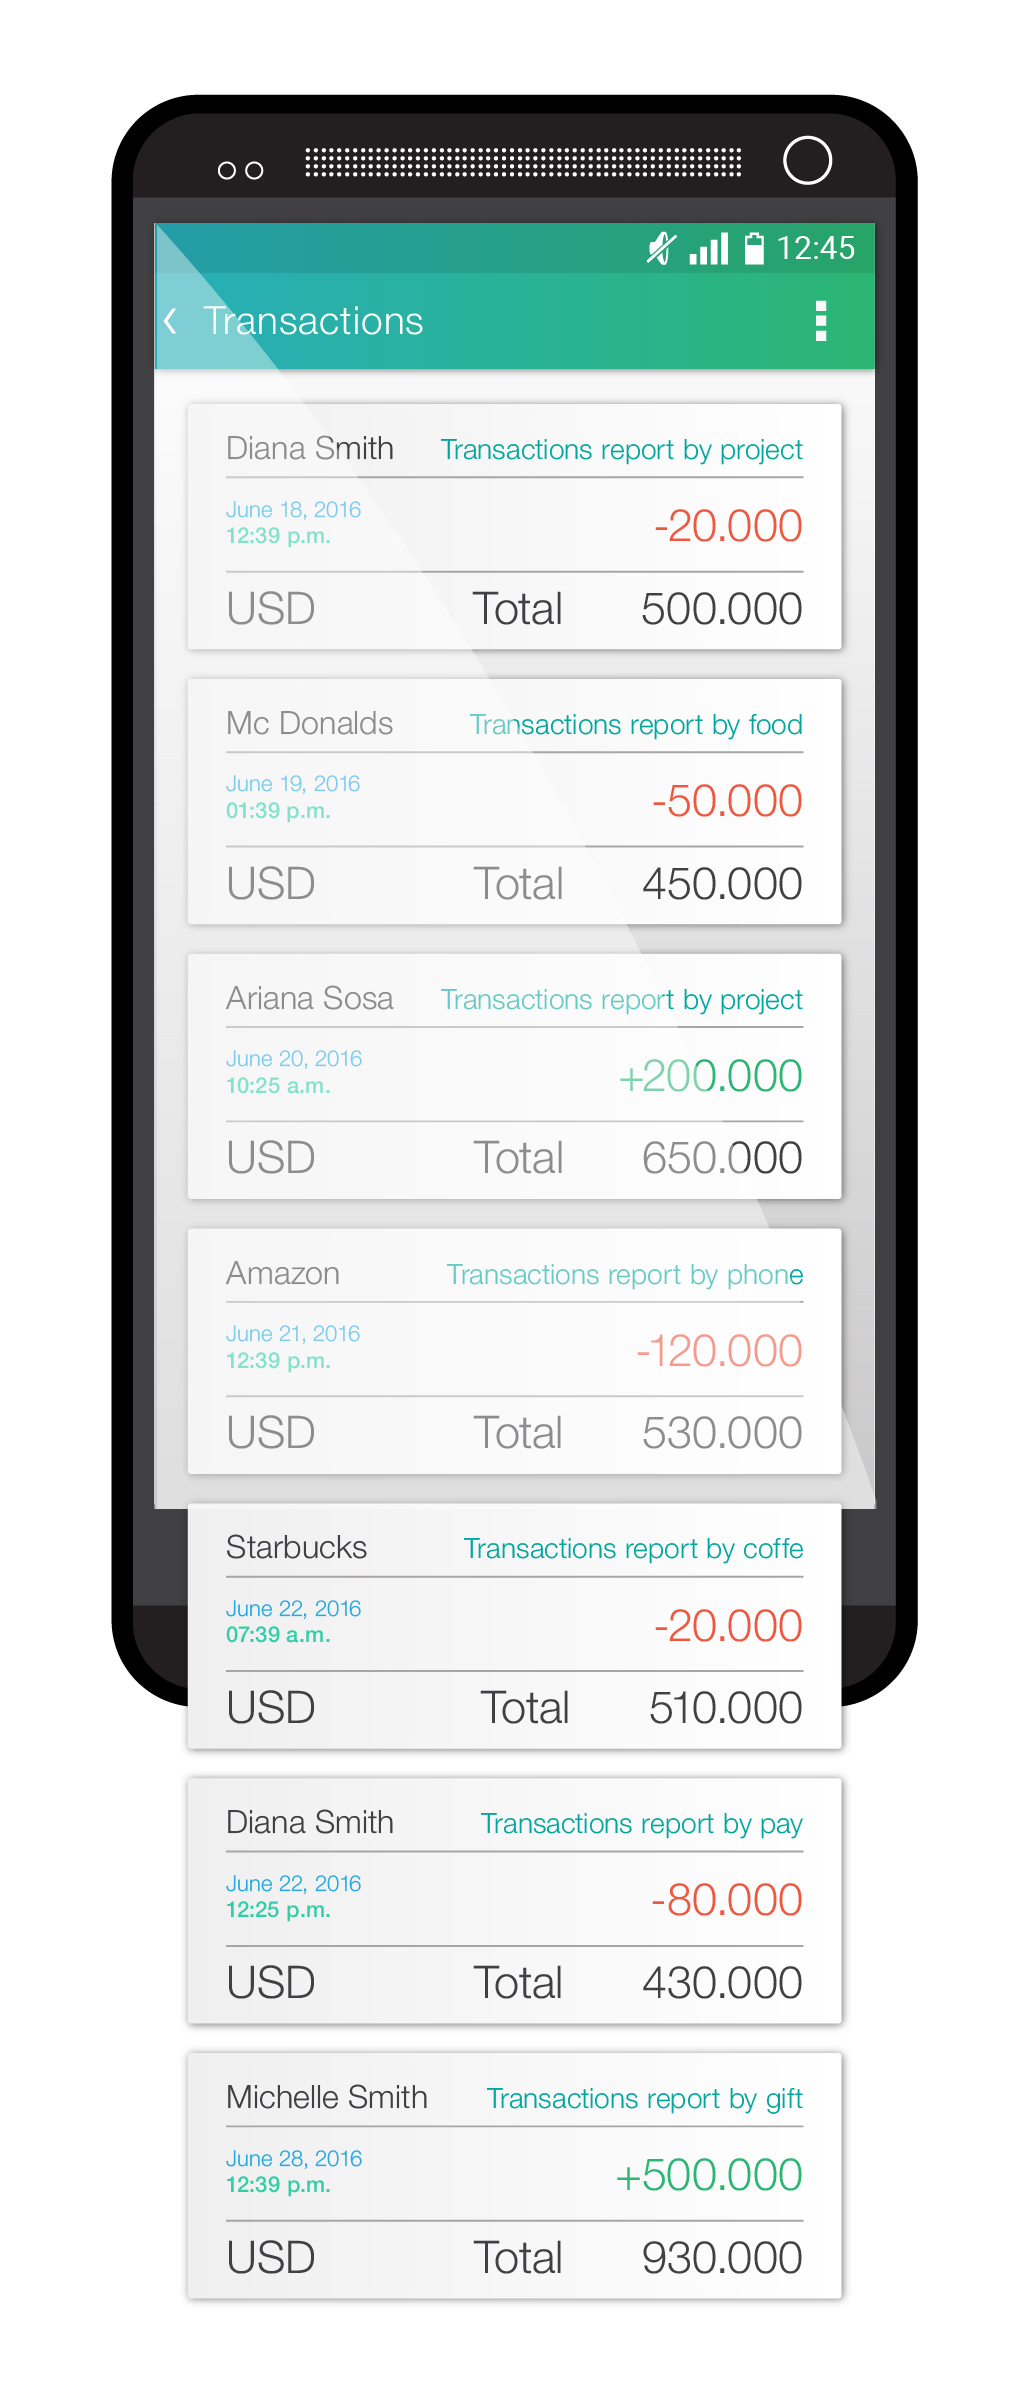 12:45
Transactions
Diana Smith Transactions report by project
June 18, 2016
12:39 p.m.
-20.000
USD Total 500.000
Mc Donalds Transactions report by food
June 19, 2016
01:39 p.m.
-50.000
USD Total 450.000
Ariana Sosa Transactions report by project
June 20, 2016
10:25 a.m.
+200.000
USD Total 650.000
Amazon Transactions report by phone
June 21, 2016
12:39 p.m.
-120.000
USD Total 530.000
Starbucks Transactions report by coffe
June 22, 2016
07:39 a.m.
-20.000
USD Total 510.000
Diana Smith Transactions report by pay
June 22, 2016
12:25 p.m.
-80.000
USD Total 430.000
Michelle Smith Transactions report by gift
June 28, 2016
12:39 p.m.
+500.000
USD Total 930.000